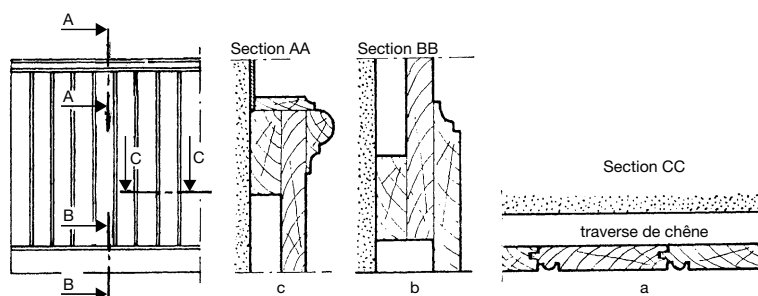 A
A
C
C
B
B
Section AA
c
Section BB
b
Section CC
traverse de chêne
a